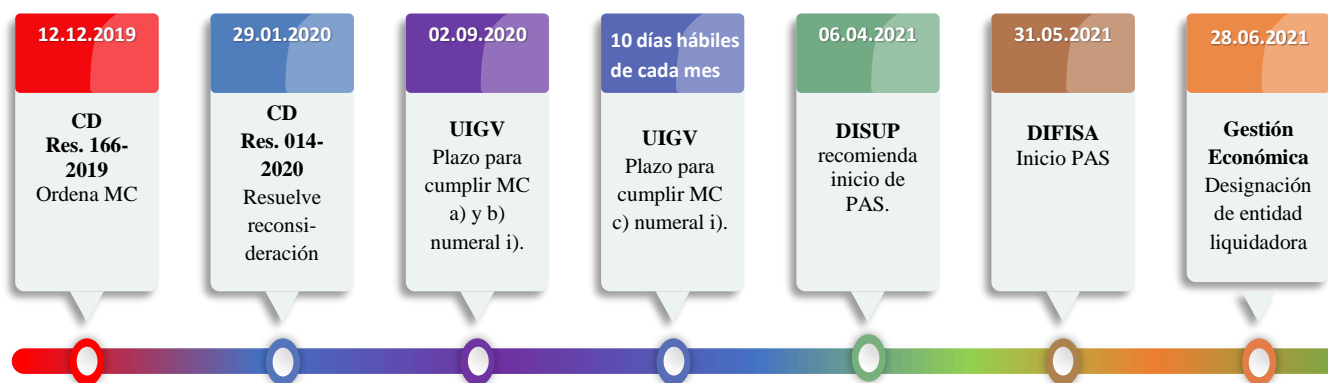 12.12.2019
CD
Res. 166-
2019
Ordena MC
29.01.2020
CD
Res. 014-
2020
Resuelve
reconsi-
deración
02.09.2020
UIGV
Plazo para
cumplir MC
a) y b)
numeral i).
10 días hábiles
de cada mes
UIGV
Plazo para
cumplir MC
c) numeral i).
06.04.2021
DISUP
recomienda
inicio de
PAS.
31.05.2021
DIFISA
Inicio PAS
28.06.2021
Gestión
Económica
Designación
de entidad
liquidadora